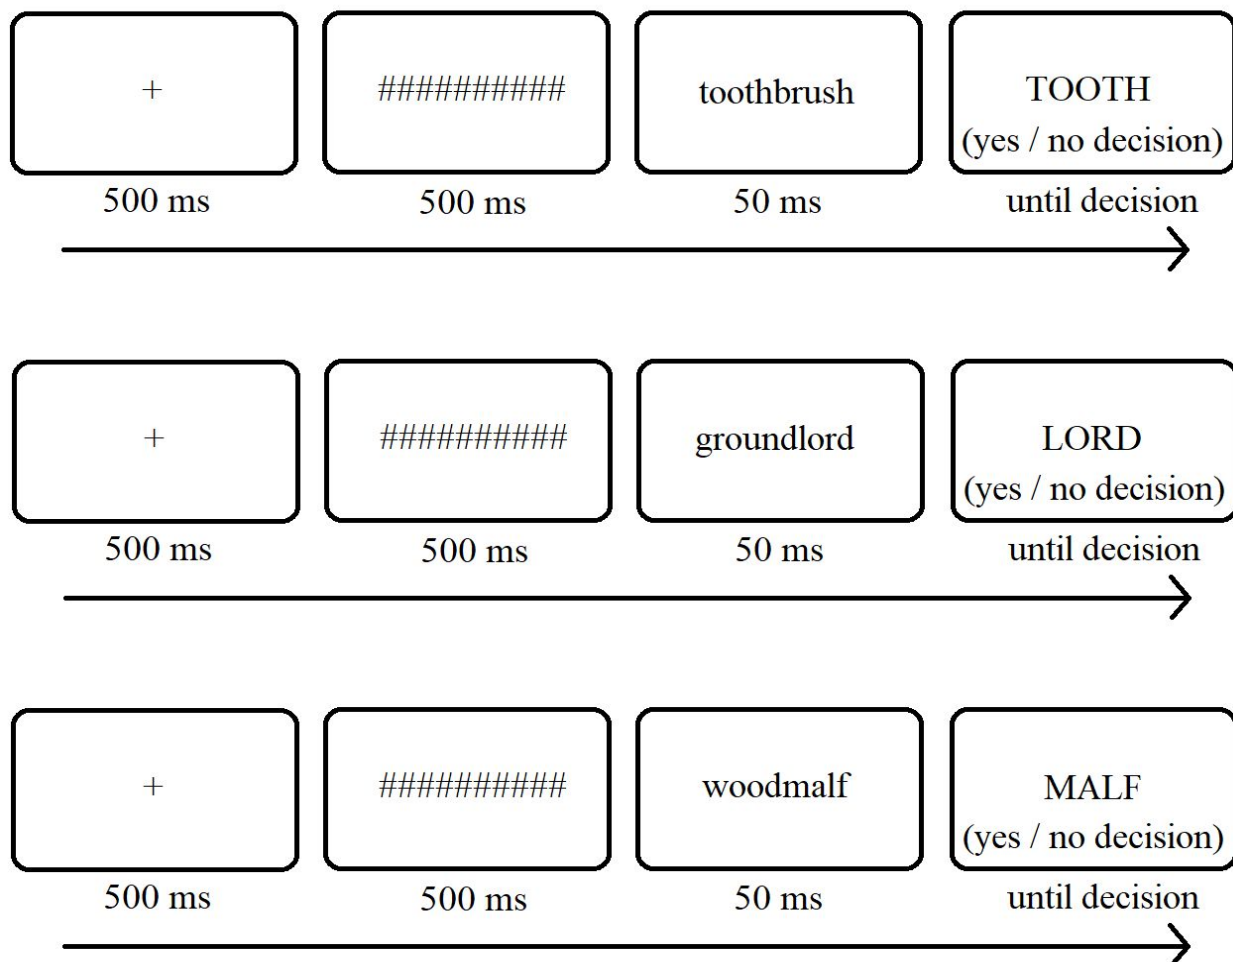 + ########## toothbrush TOOTH
(yes / no decision)
500 ms 500 ms 50 ms until decision
+ ########## groundlord LORD
(yes / no decision)
500 ms 500 ms 50 ms until decision
+ ########## woodmalf MALF
(yes / no decision)
500 ms 500 ms 50 ms until decision